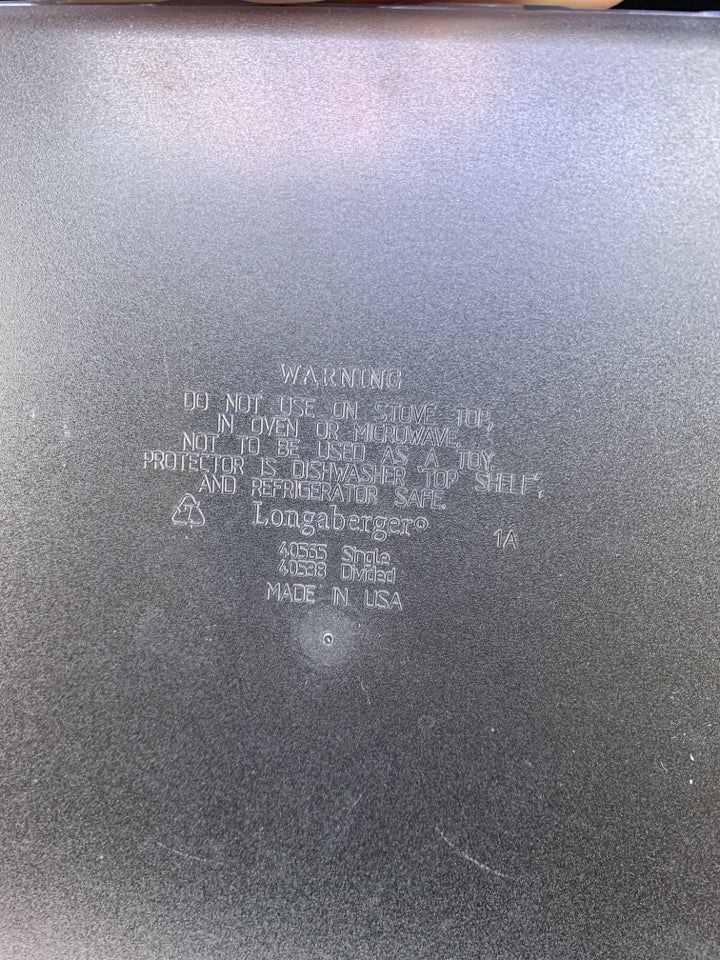 WARNING
DO NOT USE ON STOVE TOP,
IN OVEN OR MICROWAVE.
NOT TO BE USED AS A TOY.
PROTECTOR IS DISHWASHER "TOP SHELF",
AND REFRIGERATOR SAFE.
Longaberger®
1A
40565 Single
40538 Divided
MADE IN USA